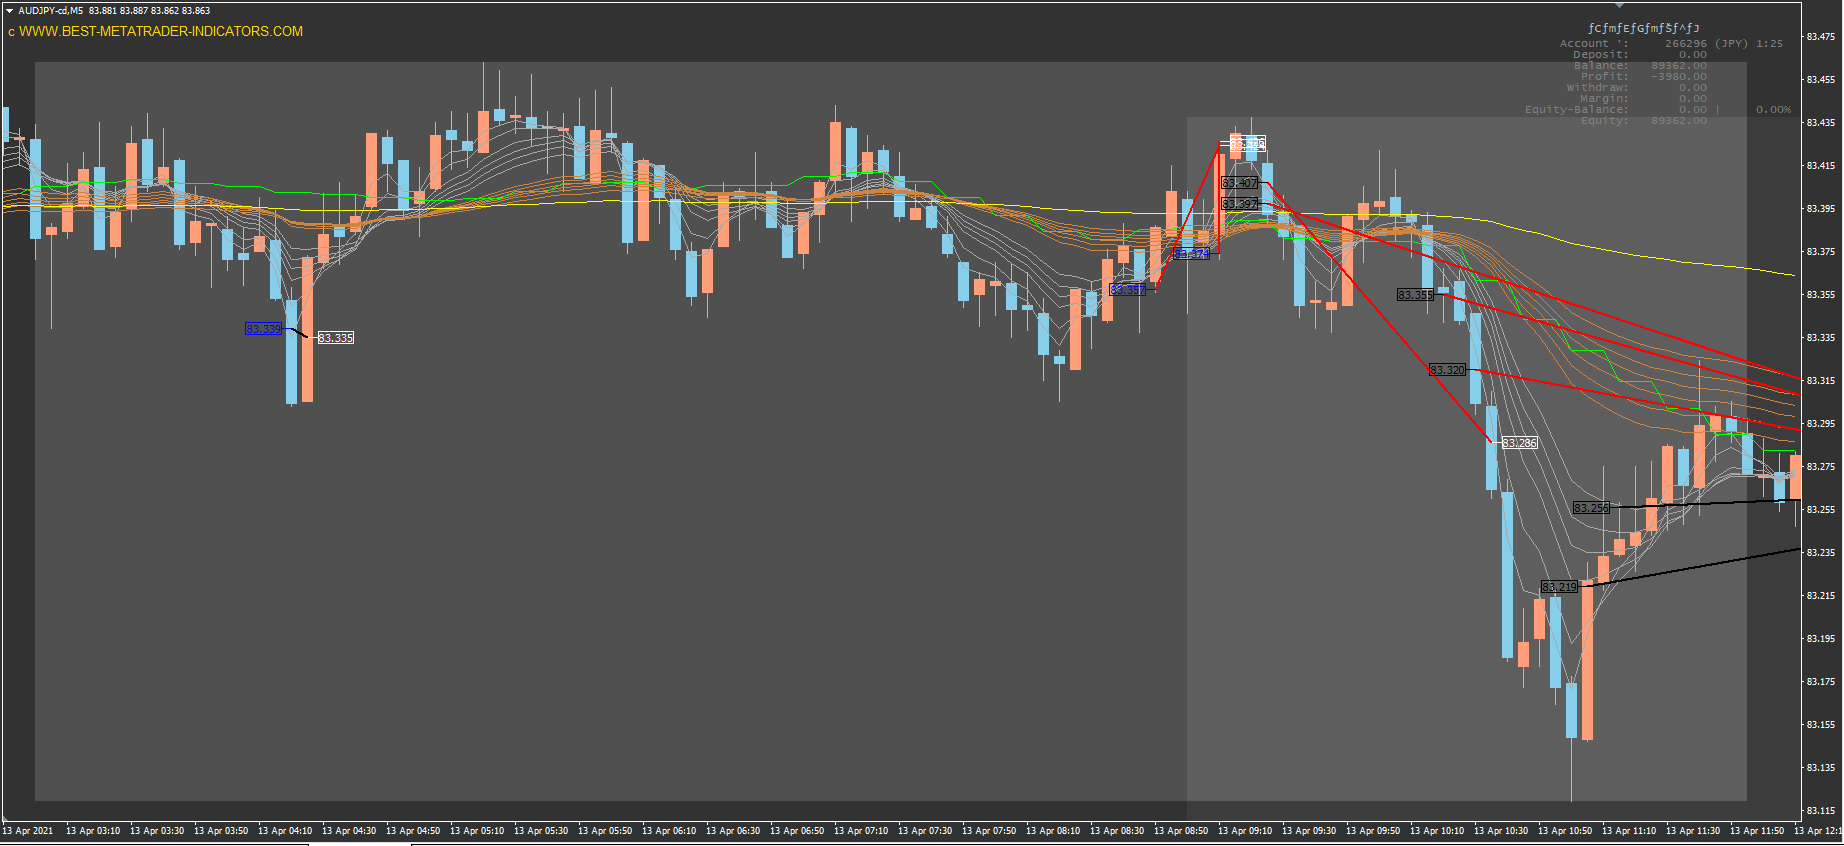 AUDJPY-cd,M5 83.881 83.887 83.862 83.863
c WWW.BEST-METATRADER-INDICATORS.COM
ƒCƒmƒEƒGƒmƒŠƒ^ƒJ
Account ': 266296 (JPY) 1:25
Deposit: 0.00
Balance: 89362.00
Profit: -3980.00
Withdraw: 0.00
Margin: 0.00
Equity-Balance: 0.00 | 0.00%
Equity: 89362.00
83.475
83.455
83.435
83.415
83.395
83.375
83.355
83.335
83.315
83.295
83.275
83.255
83.235
83.215
83.195
83.175
83.155
83.135
83.115
83.407
83.397
83.357
83.355
83.339
83.335
83.320
83.286
83.256
83.219
13 Apr 2021
13 Apr 03:10
13 Apr 03:30
13 Apr 03:50
13 Apr 04:10
13 Apr 04:30
13 Apr 04:50
13 Apr 05:10
13 Apr 05:30
13 Apr 05:50
13 Apr 06:10
13 Apr 06:30
13 Apr 06:50
13 Apr 07:10
13 Apr 07:30
13 Apr 07:50
13 Apr 08:10
13 Apr 08:30
13 Apr 08:50
13 Apr 09:10
13 Apr 09:30
13 Apr 09:50
13 Apr 10:10
13 Apr 10:30
13 Apr 10:50
13 Apr 11:10
13 Apr 11:30
13 Apr 11:50
13 Apr 12:1